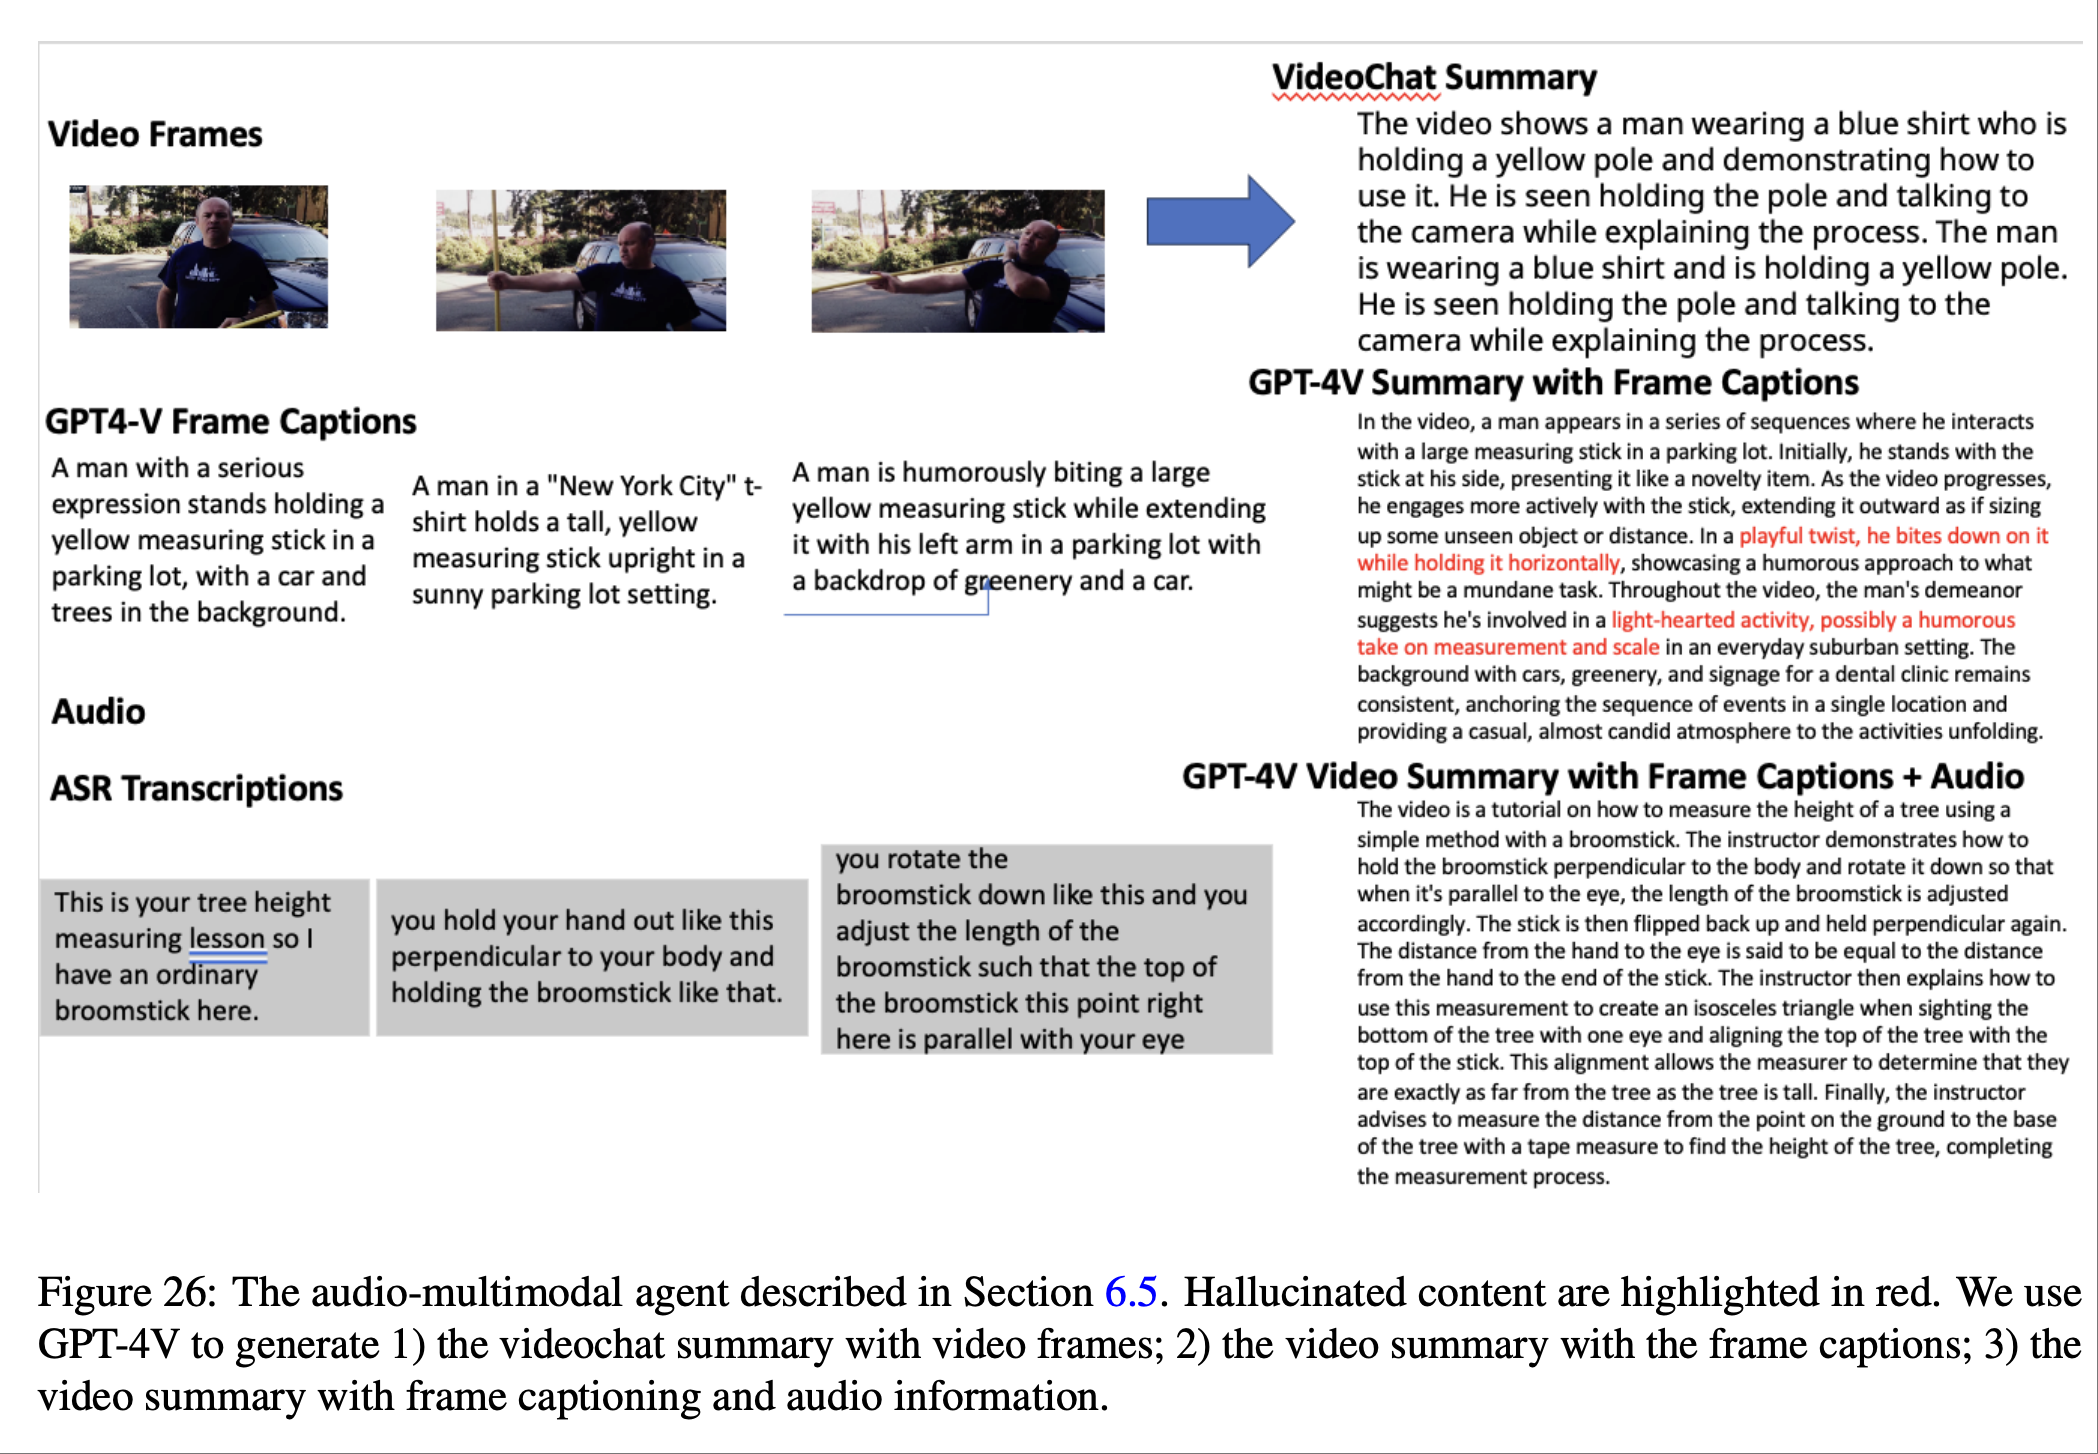 VideoChat Summary
The video shows a man wearing a blue shirt who is
holding a yellow pole and demonstrating how to
use it. He is seen holding the pole and talking to
the camera while explaining the process. The man
is wearing a blue shirt and is holding a yellow pole.
He is seen holding the pole and talking to the
camera while explaining the process.
Video Frames
GPT4-V Frame Captions
A man with a serious
expression stands holding a
yellow measuring stick in a
parking lot, with a car and
trees in the background.
A man in a "New York City" t-
shirt holds a tall, yellow
measuring stick upright in a
sunny parking lot setting.
A man is humorously biting a large
yellow measuring stick while extending
it with his left arm in a parking lot with
a backdrop of greenery and a car.
GPT-4V Summary with Frame Captions
In the video, a man appears in a series of sequences where he interacts
with a large measuring stick in a parking lot. Initially, he stands with the
stick at his side, presenting it like a novelty item. As the video progresses,
he engages more actively with the stick, extending it outward as if sizing
up some unseen object or distance. In a playful twist, he bites down on it
while holding it horizontally, showcasing a humorous approach to what
might be a mundane task. Throughout the video, the man's demeanor
suggests he's involved in a light-hearted activity, possibly a humorous
take on measurement and scale in an everyday suburban setting. The
background with cars, greenery, and signage for a dental clinic remains
consistent, anchoring the sequence of events in a single location and
providing a casual, almost candid atmosphere to the activities unfolding.
Audio
ASR Transcriptions
This is your tree height
measuring lesson so I
have an ordinary
broomstick here.
you hold your hand out like this
perpendicular to your body and
holding the broomstick like that.
you rotate the
broomstick down like this and you
adjust the length of the
broomstick such that the top of
the broomstick this point right
here is parallel with your eye
GPT-4V Video Summary with Frame Captions + Audio
The video is a tutorial on how to measure the height of a tree using a
simple method with a broomstick. The instructor demonstrates how to
hold the broomstick perpendicular to the body and rotate it down so that
when it's parallel to the eye, the length of the broomstick is adjusted
accordingly. The stick is then flipped back up and held perpendicular again.
The distance from the hand to the eye is said to be equal to the distance
from the hand to the end of the stick. The instructor then explains how to
use this measurement to create an isosceles triangle when sighting the
bottom of the tree with one eye and aligning the top of the tree with the
top of the stick. This alignment allows the measurer to determine that they
are exactly as far from the tree as the tree is tall. Finally, the instructor
advises to measure the distance from the point on the ground to the base
of the tree with a tape measure to find the height of the tree, completing
the measurement process.
Figure 26: The audio-multimodal agent described in Section 6.5. Hallucinated content are highlighted in red. We use
GPT-4V to generate 1) the videochat summary with video frames; 2) the video summary with the frame captions; 3) the
video summary with frame captioning and audio information.